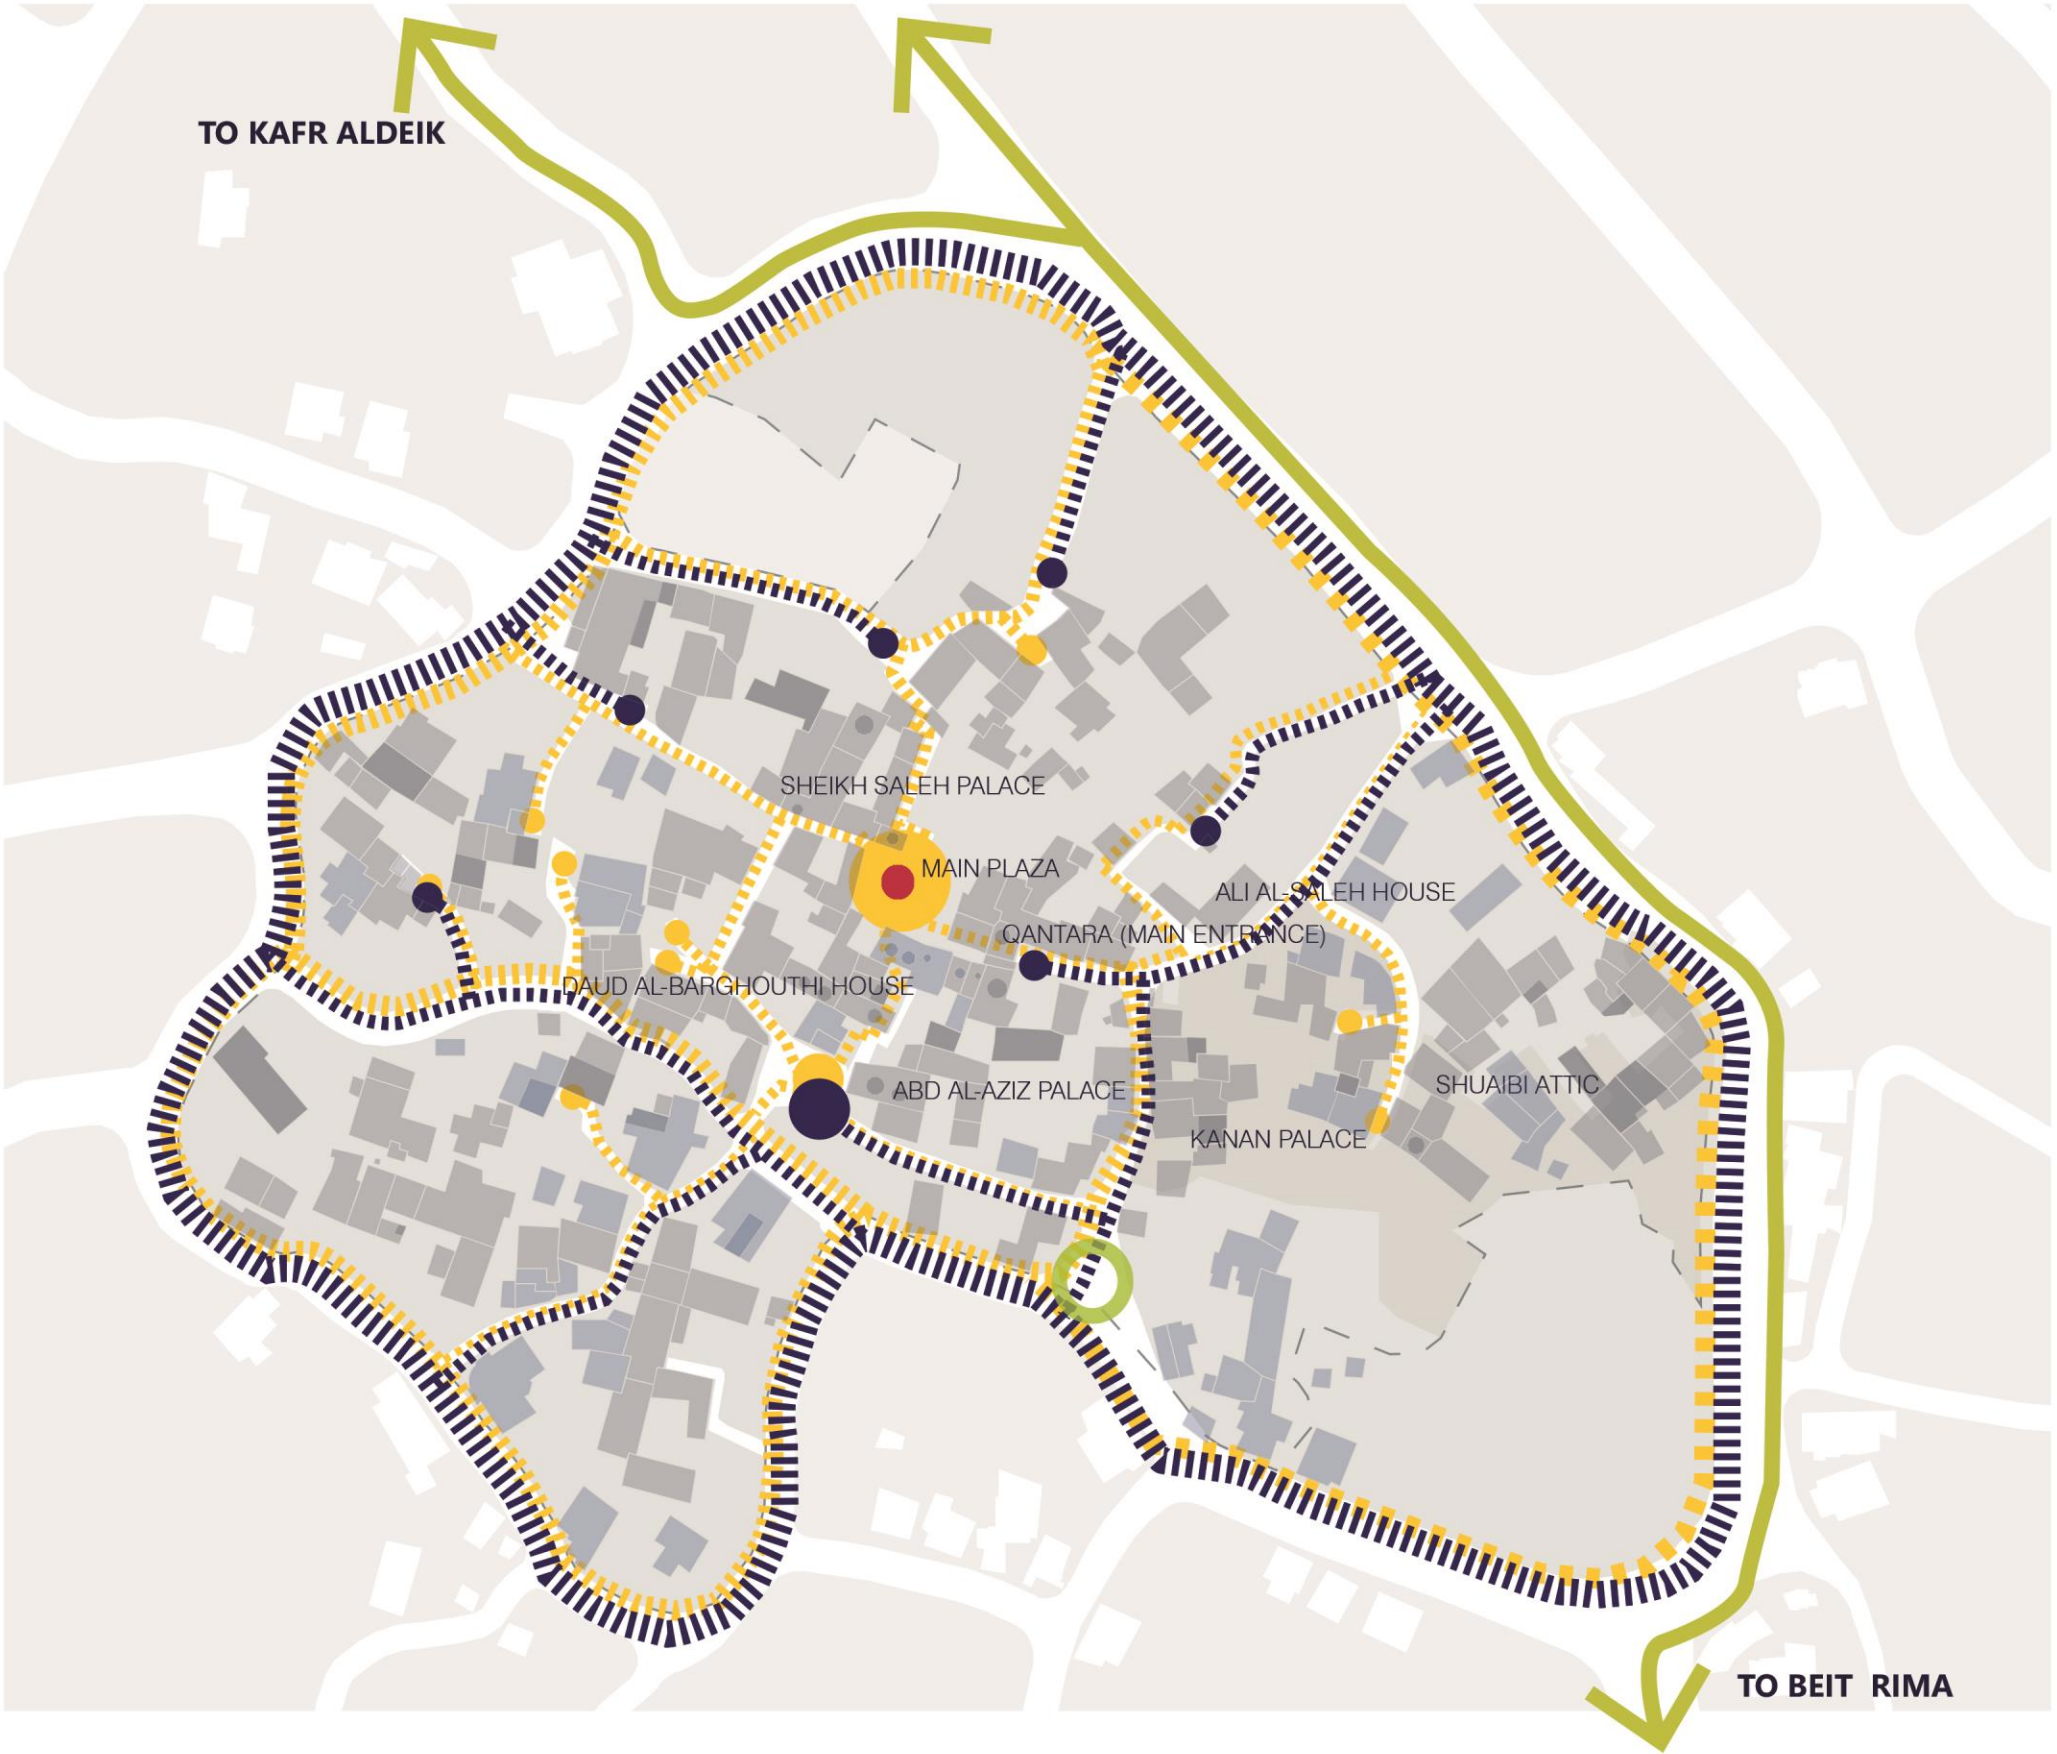 TO KAFR ALDEIK
SHEIKH SALEH PALACE
MAIN PLAZA
ALI AL-SALEH HOUSE
QANTARA (MAIN ENTRANCE)
DAUD AL-BARGHOUTHI HOUSE
ABD AL-AZIZ PALACE
SHUAIBI ATTIC
KANAN PALACE
TO BEIT RIMA